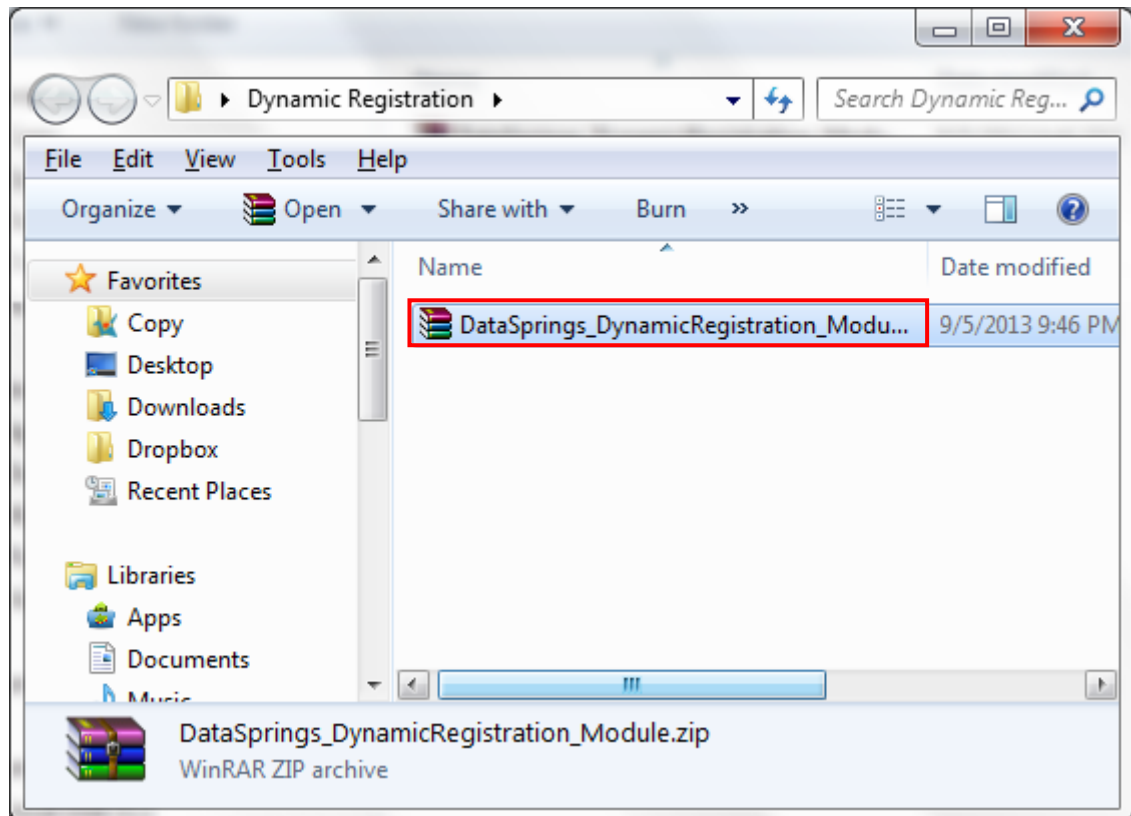 Dynamic Registration
Search Dynamic Reg...
File Edit View Tools Help
Organize Open Share with Burn »
Name Date modified
Favorites
DataSprings_DynamicRegistration_Modu... 9/5/2013 9:46 PM
Copy
Desktop
Downloads
Dropbox
Recent Places
Libraries
Apps
Documents
Music
DataSprings_DynamicRegistration_Module.zip
WinRAR ZIP archive